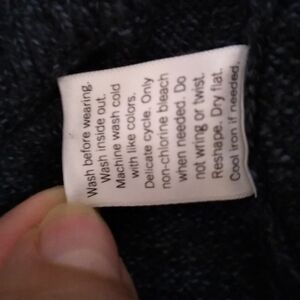 Wash before wearing.
Wash inside out.
Machine wash cold
with like colors.
Delicate cycle. Only
non-chlorine bleach
when needed. Do
not wring or twist.
Reshape. Dry flat.
Cool iron if needed.